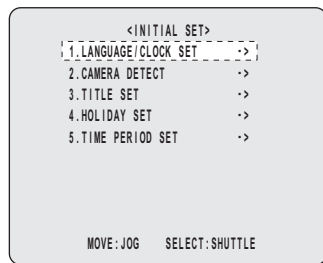 <INITIAL SET>
1.LANGUAGE/CLOCK SET ->
2.CAMERA DETECT ->
3.TITLE SET ->
4.HOLIDAY SET ->
5.TIME PERIOD SET ->
MOVE:JOG SELECT:SHUTTLE